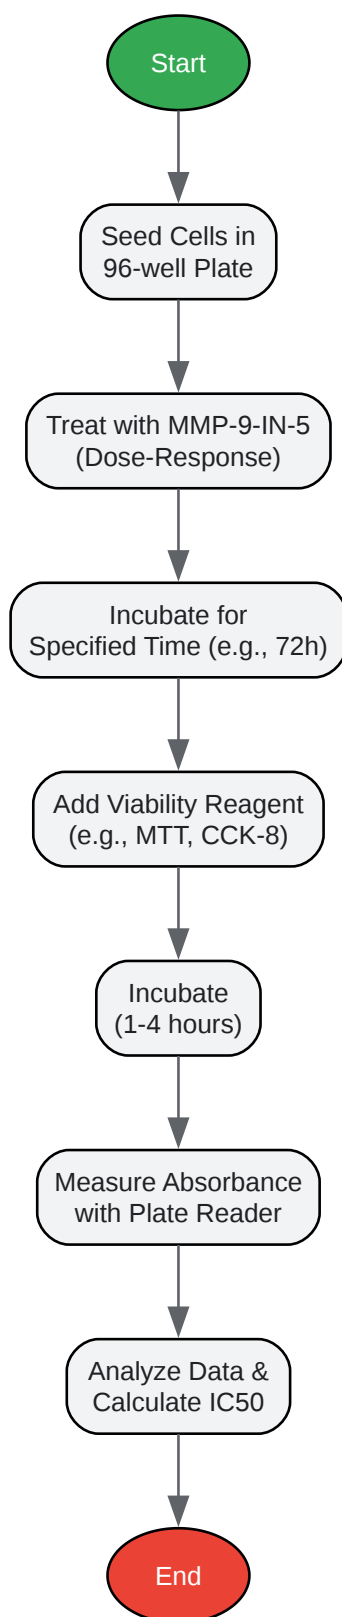 Start
Seed Cells in
96-well Plate
Treat with MMP-9-IN-5
(Dose-Response)
Incubate for
Specified Time (e.g., 72h)
Add Viability Reagent
(e.g., MTT, CCK-8)
Incubate
(1-4 hours)
Measure Absorbance
with Plate Reader
Analyze Data &
Calculate IC50
End